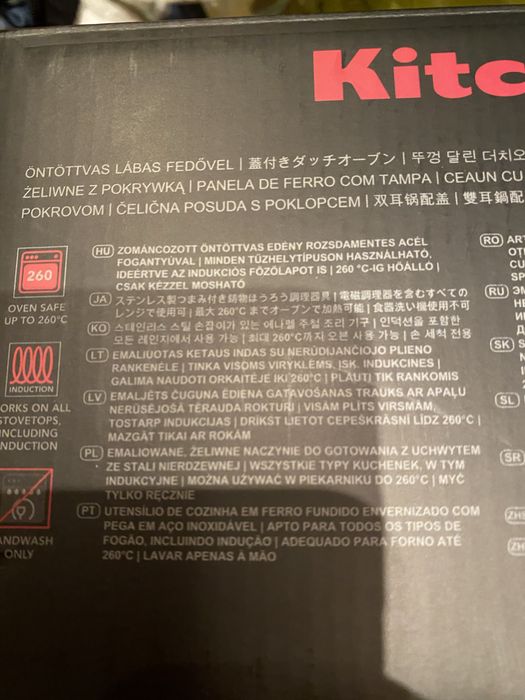 Kitc
ÖNTÖTTVAS LÁBAS FEDŐVEL | 蓋付きダッチオーブン | 뚜껑 달린 더치오
ŻELIWNE Z POKRYWKĄ | PANELA DE FERRO COM TAMPA | CEAUN CU
POKROVOM | ČELIČNA POSUDA S POKLOPCEM | 双耳锅配盖 | 雙耳鍋配
260
OVEN SAFE
UP TO 260°C
INDUCTION
ORKS ON ALL
STOVETOPS,
INCLUDING
NDUCTION
ANDWASH
ONLY
HU ZOMÁNCOZOTT ÖNTÖTTVAS EDÉNY ROZSDAMENTES ACÉL
FOGANTYÚVAL | MINDEN TŰZHELYTÍPUSON HASZNÁLHATÓ,
IDEÉRTVE AZ INDUKCIÓS FŐZŐLAPOT IS | 260 °C-IG HŐÁLLÓ |
CSAK KÉZZEL MOSHATÓ
JA ステンレス製つまみ付き鋳物ほうろう調理器具 | 電磁調理器を含むすべての
レンジで使用可 | 最大 260°C までオーブンで加熱可能 | 食器洗い機使用不可
KO 스테인리스 스틸 손잡이가 있는 에나멜 주철 조리 기구 | 인덕션을 포함한
모든 레인지에서 사용 가능 | 최대 260°C까지 오븐 사용 가능 | 손 세척 전용
LT EMALIUOTAS KETAUS INDAS SU NERŪDIJANČIOJO PLIENO
RANKENĖLE | TINKA VISOMS VIRYKLĖMS, ĮSK. INDUKCINES |
GALIMA NAUDOTI ORKAITĖJE IKI 260°C | PLAUTI TIK RANKOMIS
LV EMALJĒTS ČUGUNA ĒDIENA GATAVOŠANAS TRAUKS AR APAĻU
NERŪSĒJOŠĀ TĒRAUDA ROKTURI | VISĀM PLĪTS VIRSMĀM,
TOSTARP INDUKCIJAS | DRĪKST LIETOT CEPEŠKRĀSNĪ LĪDZ 260°C |
MAZGĀT TIKAI AR ROKĀM
PL EMALIOWANE, ŻELIWNE NACZYNIE DO GOTOWANIA Z UCHWYTEM
ZE STALI NIERDZEWNEJ | WSZYSTKIE TYPY KUCHENEK, W TYM
INDUKCYJNE | MOŻNA UŻYWAĆ W PIEKARNIKU DO 260°C | MYĆ
TYLKO RĘCZNIE
PT UTENSÍLIO DE COZINHA EM FERRO FUNDIDO ENVERNIZADO COM
PEGA EM AÇO INOXIDÁVEL | APTO PARA TODOS OS TIPOS DE
FOGÃO, INCLUINDO INDUÇÃO | ADEQUADO PARA FORNO ATÉ
260°C | LAVAR APENAS À MÃO
RO AR
OT
CU
SP
RU ЭМ
SK
SL
SR
ZH